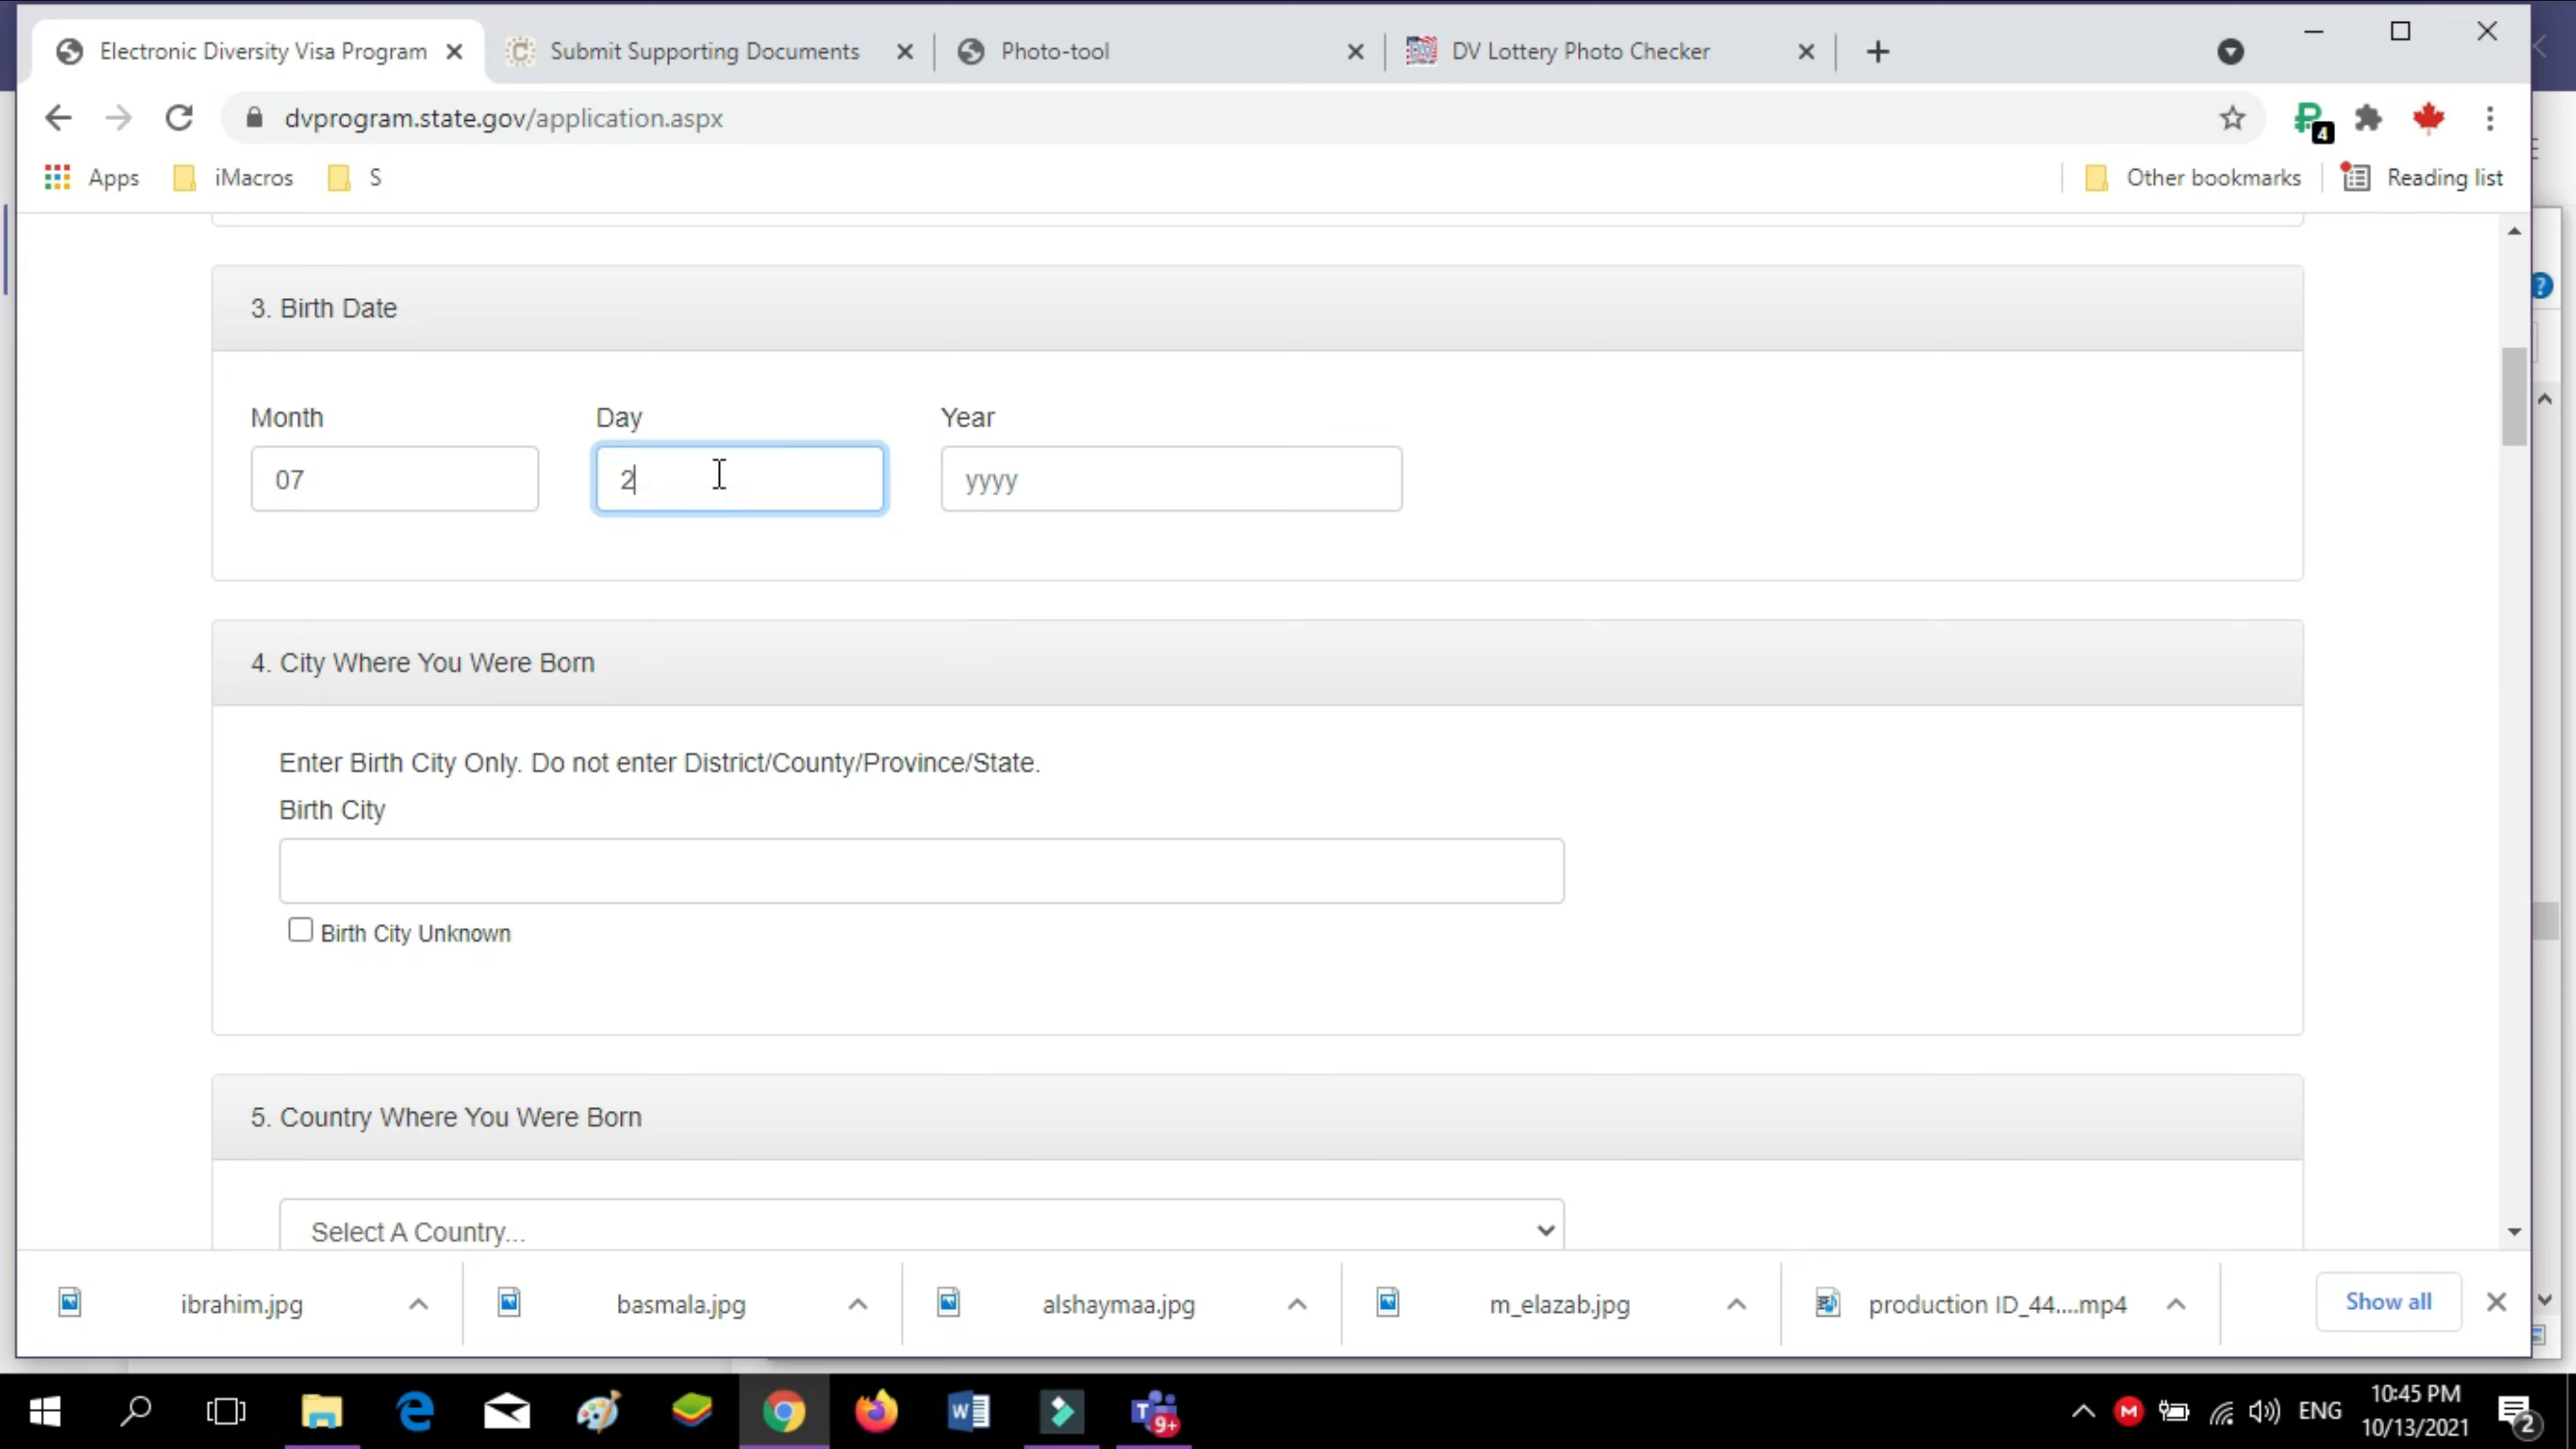 Electronic Diversity Visa Program
Submit Supporting Documents
Photo-tool
DV Lottery Photo Checker
dvprogram.state.gov/application.aspx
4
Apps
iMacros
S
Other bookmarks
Reading list
3. Birth Date
Month
Day
Year
07
2
yyyy
4. City Where You Were Born
Enter Birth City Only. Do not enter District/County/Province/State.
Birth City
Birth City Unknown
5. Country Where You Were Born
Select A Country...
ibrahim.jpg
basmala.jpg
alshaymaa.jpg
m_elazab.jpg
production ID_44....mp4
Show all
9+
ENG
10:45 PM
10/13/2021
2